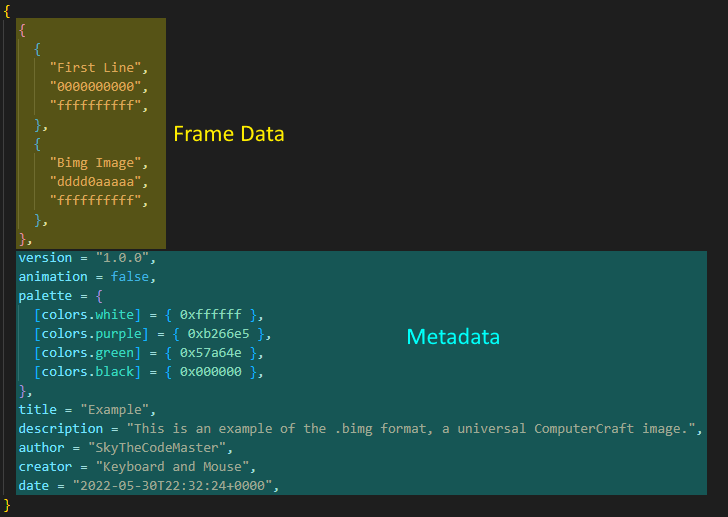 {
{
{
"First Line",
"0000000000",
"ffffffffff",
},
{
"Bimg Image",
"dddd0aaaaa",
"ffffffffff",
},
},
Frame Data
version = "1.0.0",
animation = false,
palette = {
[colors.white] = { 0xffffff },
[colors.purple] = { 0xb266e5 },
[colors.green] = { 0x57a64e },
[colors.black] = { 0x000000 },
},
Metadata
title = "Example",
description = "This is an example of the .bimg format, a universal ComputerCraft image.",
author = "SkyTheCodeMaster",
creator = "Keyboard and Mouse",
date = "2022-05-30T22:32:24+0000",
}